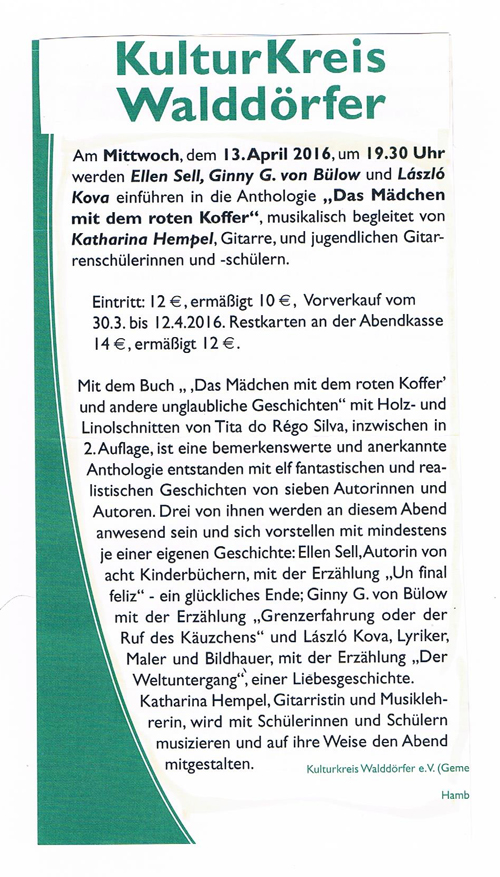 KulturKreis
Walddörfer
Am Mittwoch, dem 13. April 2016, um 19.30 Uhr
werden Ellen Sell, Ginny G. von Bülow und László
Kova einführen in die Anthologie „Das Mädchen
mit dem roten Koffer“, musikalisch begleitet von
Katharina Hempel, Gitarre, und jugendlichen Gitar-
renschülerinnen und -schülern.
Eintritt: 12 €, ermäßigt 10 €, Vorverkauf vom
30.3. bis 12.4.2016. Restkarten an der Abendkasse
14 €, ermäßigt 12 €.
Mit dem Buch „ ‚Das Mädchen mit dem roten Koffer’
und andere unglaubliche Geschichten“ mit Holz- und
Linolschnitten von Tita do Régo Silva, inzwischen in
2. Auflage, ist eine bemerkenswerte und anerkannte
Anthologie entstanden mit elf fantastischen und rea-
listischen Geschichten von sieben Autorinnen und
Autoren. Drei von ihnen werden an diesem Abend
anwesend sein und sich vorstellen mit mindestens
je einer eigenen Geschichte: Ellen Sell, Autorin von
acht Kinderbüchern, mit der Erzählung „Un final
feliz“ - ein glückliches Ende; Ginny G. von Bülow
mit der Erzählung „Grenzerfahrung oder der
Ruf des Käuzchens“ und László Kova, Lyriker,
Maler und Bildhauer, mit der Erzählung „Der
Weltuntergang“, einer Liebesgeschichte.
Katharina Hempel, Gitarristin und Musikleh-
rerin, wird mit Schülerinnen und Schülern
musizieren und auf ihre Weise den Abend
mitgestalten.
Kulturkreis Walddörfer e.V. (Geme
Hamb